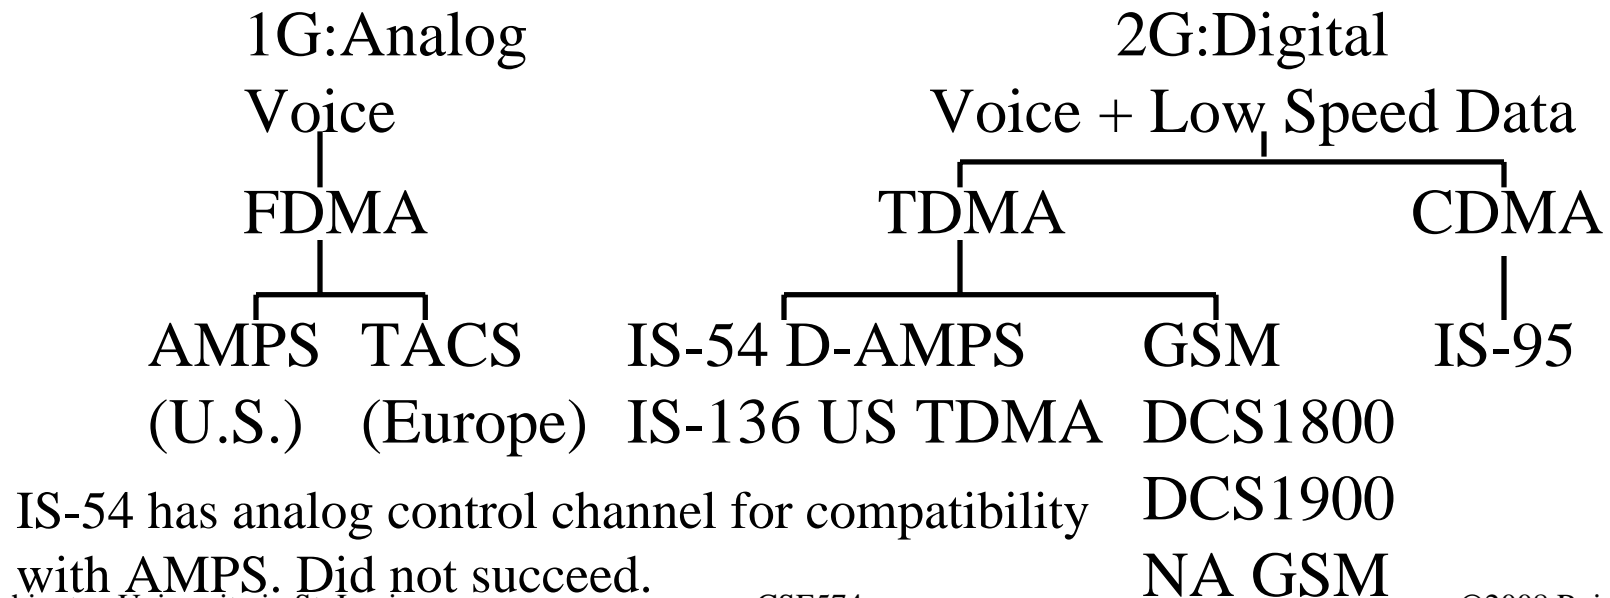 1G:Analog
Voice
FDMA
AMPS TACS
(U.S.) (Europe)
2G:Digital
Voice + Low Speed Data
TDMA CDMA
IS-54 D-AMPS GSM IS-95
IS-136 US TDMA DCS1800
DCS1900
NA GSM
IS-54 has analog control channel for compatibility
with AMPS. Did not succeed.